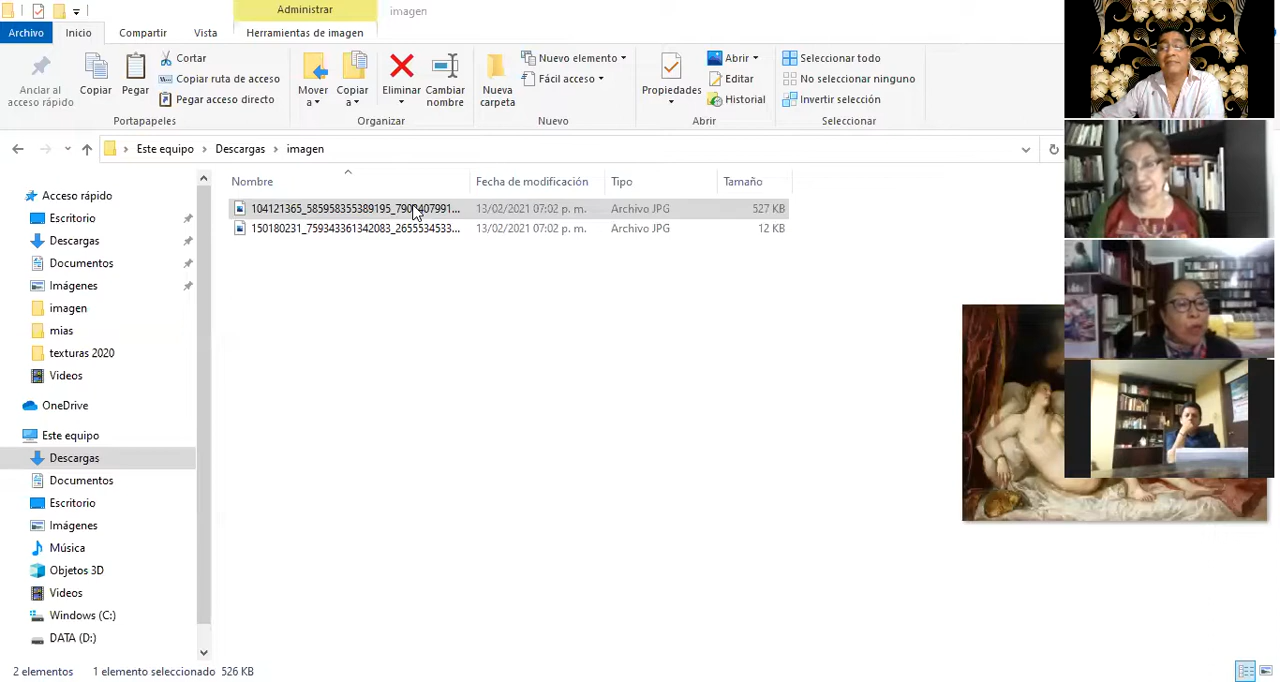 Administrar
imagen
Archivo
Inicio
Compartir
Vista
Herramientas de imagen
Anclar al
acceso rápido
Copiar
Pegar
Cortar
Copiar ruta de acceso
Pegar acceso directo
Portapapeles
Mover
a
Copiar
a
Eliminar
Cambiar
nombre
Organizar
Nueva
carpeta
Nuevo elemento
Fácil acceso
Nuevo
Propiedades
Abrir
Editar
Historial
Abrir
Seleccionar todo
No seleccionar ninguno
Invertir selección
Seleccionar
Este equipo > Descargas > imagen
Nombre
Fecha de modificación
Tipo
Tamaño
13/02/2021 07:02 p. m.
Archivo JPG
527 KB
150180231_759343361342083_2655534533...
13/02/2021 07:02 p. m.
Archivo JPG
12 KB
Acceso rápido
Escritorio
Descargas
Documentos
Imágenes
imagen
mias
texturas 2020
Videos
OneDrive
Este equipo
Descargas
Documentos
Escritorio
Imágenes
Música
Objetos 3D
Videos
Windows (C:)
DATA (D:)
2 elementos
1 elemento seleccionado 526 KB